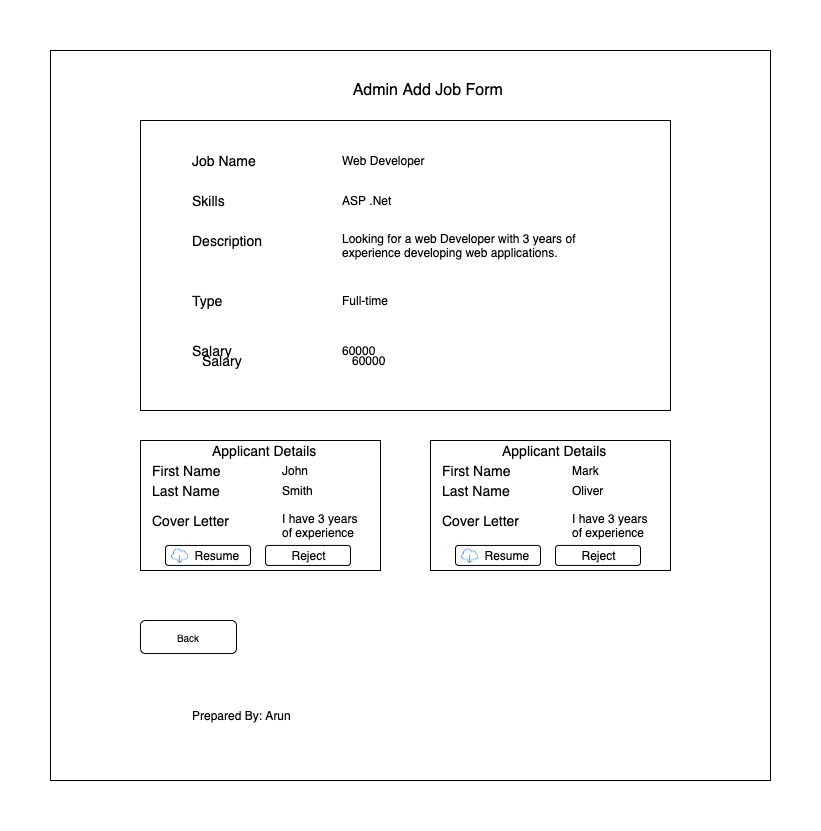 Admin Add Job Form
Job Name Web Developer
Skills ASP .Net
Description Looking for a web Developer with 3 years of
experience developing web applications.
Type Full-time
Salary 60000
Salary 60000
Applicant Details
First Name John
Last Name Smith
Cover Letter I have 3 years
of experience
Resume Reject
Applicant Details
First Name Mark
Last Name Oliver
Cover Letter I have 3 years
of experience
Resume Reject
Back
Prepared By: Arun